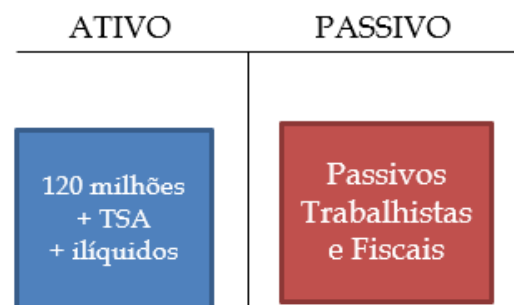 ATIVO
PASSIVO
120 milhões
+ TSA
+ ilíquidos
Passivos
Trabalhistas
e Fiscais